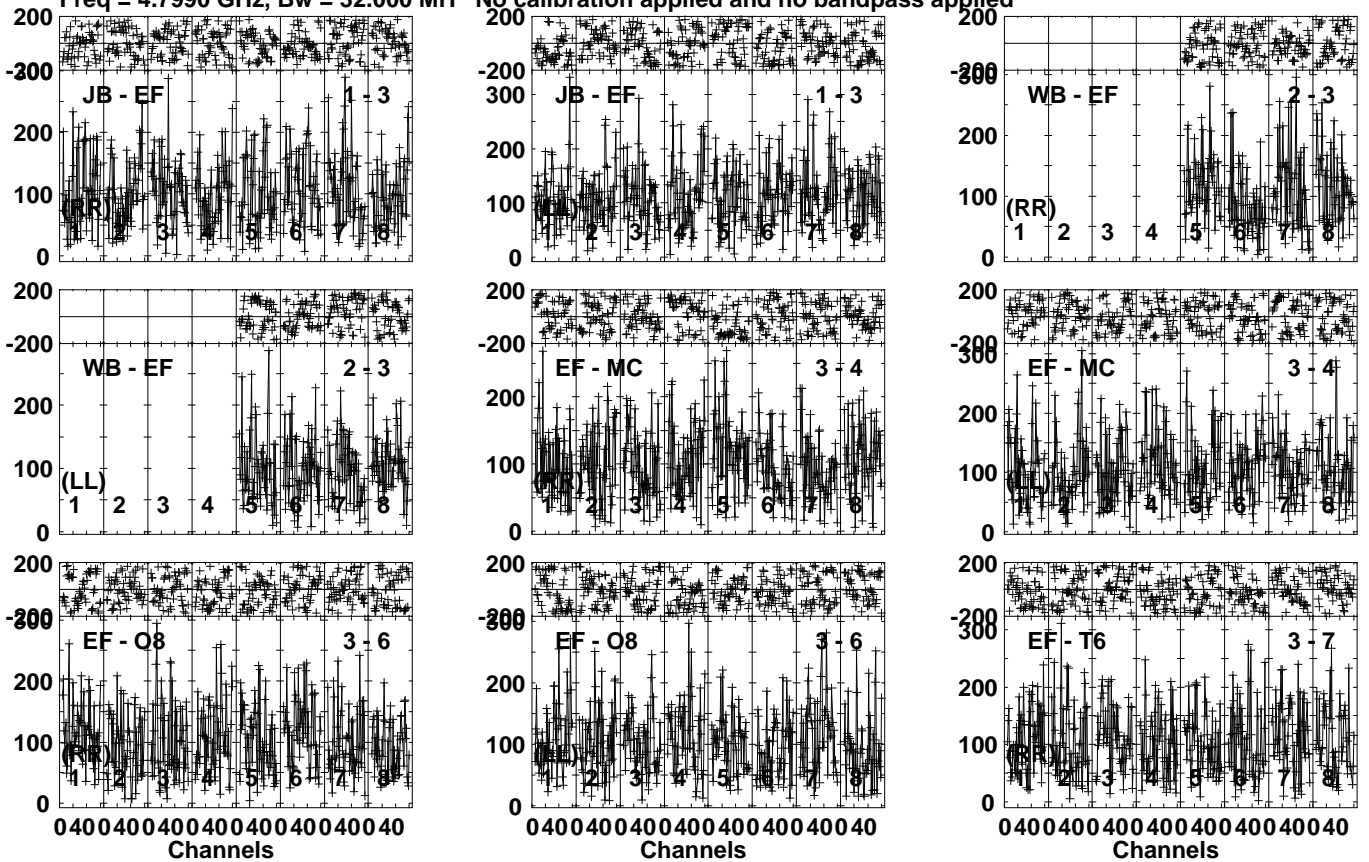 Freq = 4.7990 GHz, Bw = 32.000 MH No calibration applied and no bandpass applied
200 200 200
-200 -200 -200
300 300 300
JB - EF 1 - 3 JB - EF 1 - 3 WB - EF 2 - 3
200 200 200
100 100 100
(RR) (LL) (RR)
1 2 3 4 5 6 7 8 1 2 3 4 5 6 7 8 1 2 3 4 5 6 7 8
0 0 0
200 200 200
-200 -200 -200
300
WB - EF 2 - 3 EF - MC 3 - 4 EF - MC 3 - 4
200 200 200
100 100 100
(LL) (RR) (LL)
1 2 3 4 5 6 7 8 1 2 3 4 5 6 7 8 1 2 3 4 5 6 7 8
0 0 0
200 200 200
-200 -200 -200
300 300 300
EF - O8 3 - 6 EF - O8 3 - 6 EF - T6 3 - 7
200 200 200
100 100 100
(RR) (LL) (RR)
1 2 3 4 5 6 7 8 1 2 3 4 5 6 7 8 1 2 3 4 5 6 7 8
0 0 0
0 40 0 40 0 40 0 40 0 40 0 40 0 40 0 40 0 40 0 40 0 40 0 40 0 40 0 40 0 40 0 40 0 40 0 40 0 40 0 40 0 40 0 40 0 40 0 40
Channels Channels Channels